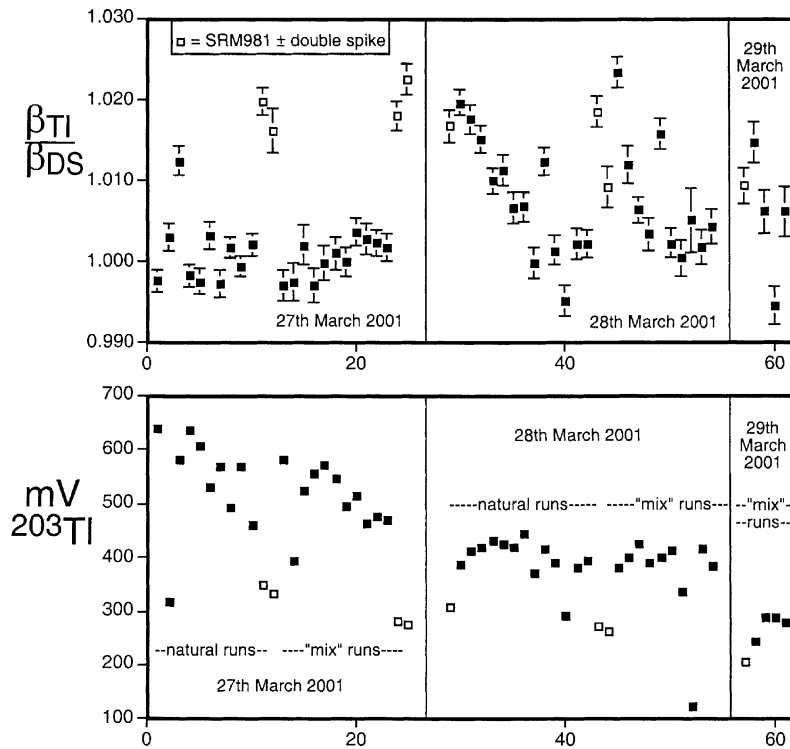 1.030
1.020
1.010
1.000
0.990
βTl
βDS
= SRM981 ± double spike
27th March 2001
28th March 2001
29th
March
2001
0
20
40
60
700
600
500
400
300
200
100
mV
203Tl
--natural runs---
----"mix" runs----
27th March 2001
28th March 2001
-----natural runs------
-----"mix" runs----
29th
March
2001
--"mix"-
--runs---
0
20
40
60